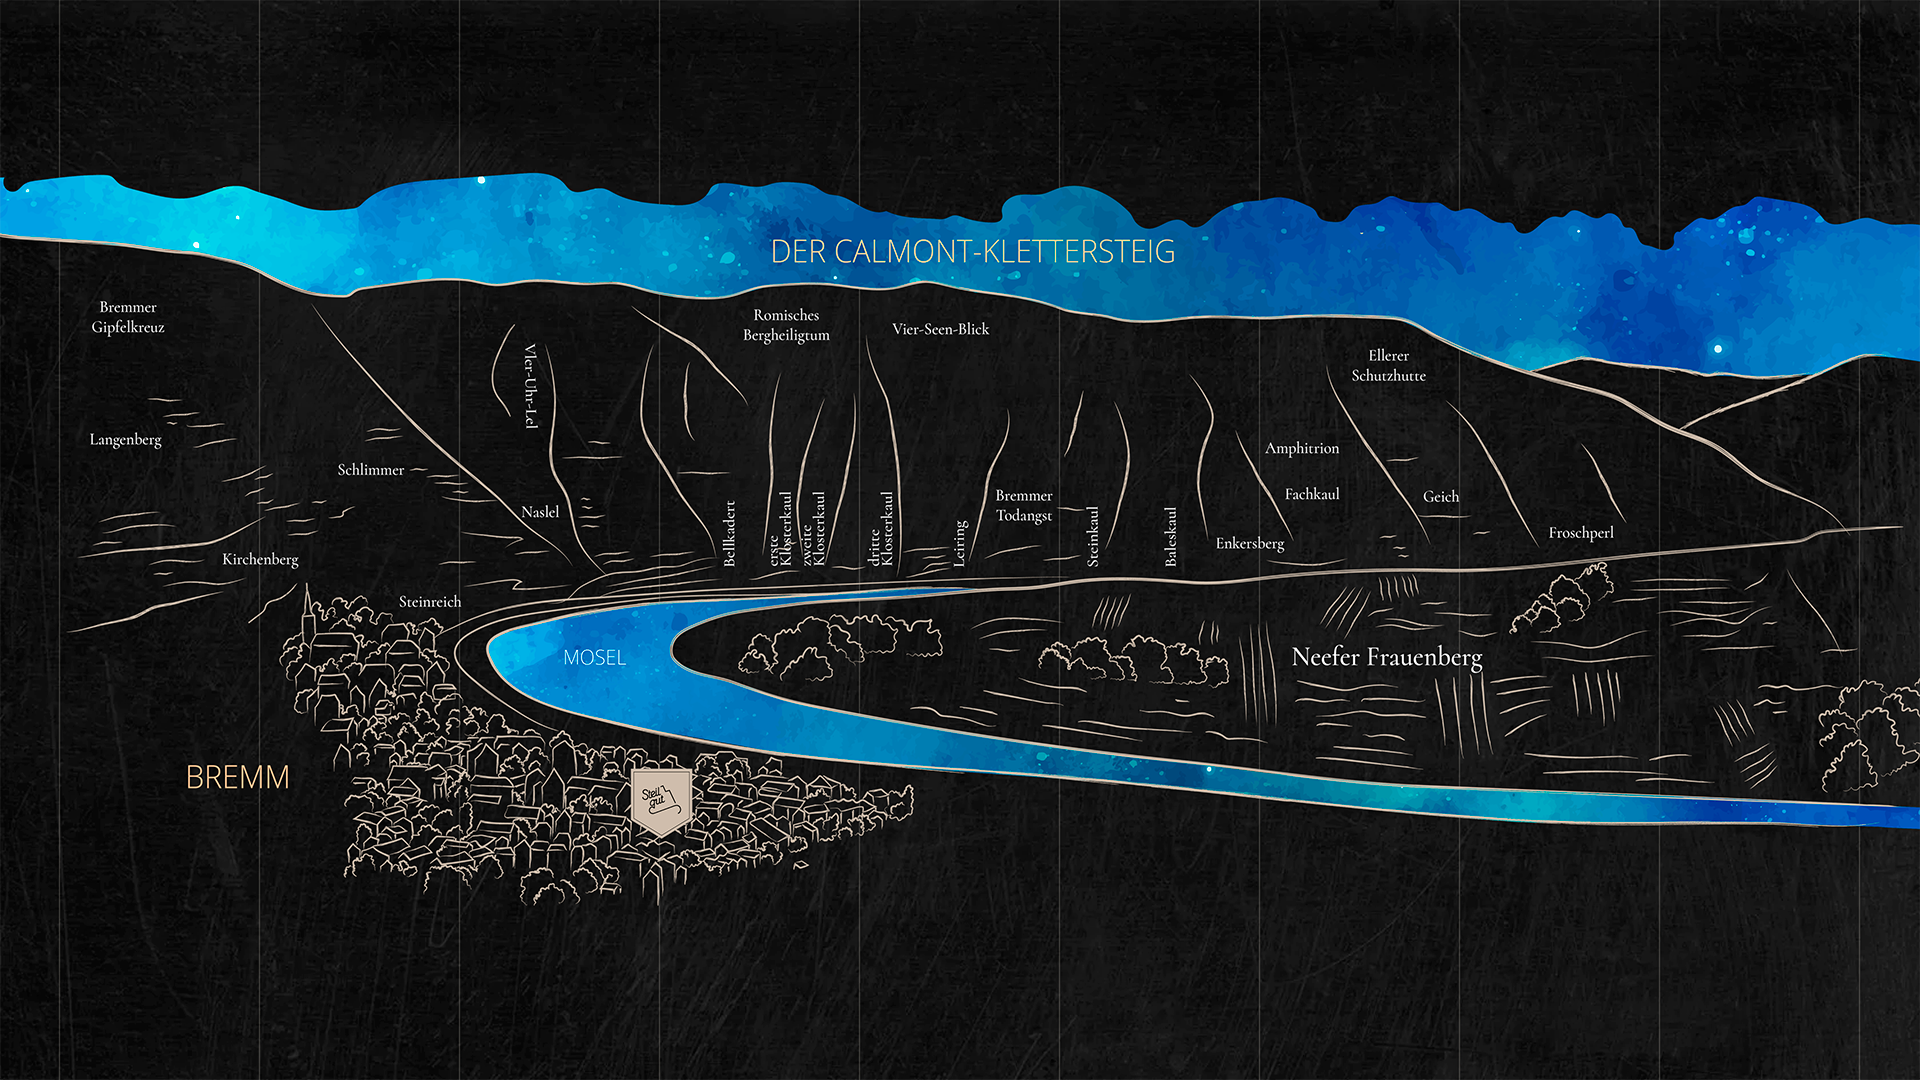 DER CALMONT-KLETTERSTEIG
Bremmer
Gipfelkreuz
Romisches
Bergheiligtum
Vier-Seen-Blick
Vler-Uhr-Lel
Ellerer
Schutzhutte
Langenberg
Schlimmer
Amphitrion
Naslel
Bremmer
Todangst
Fachkaul
Geich
Kirchenberg
Bellkadert
erste
Klosterkaul
zweite
Klosterkaul
dritte
Klosterkaul
Leiring
Steinkaul
Baleskaul
Enkersberg
Froschperl
Steinreich
MOSEL
Neefer Frauenberg
BREMM
Steil
gut